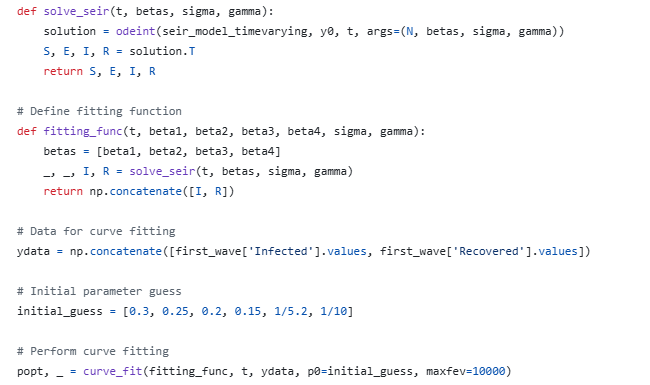 def solve_seir(t, betas, sigma, gamma):
    solution = odeint(seir_model_timevarying, y0, t, args=(N, betas, sigma, gamma))
    S, E, I, R = solution.T
    return S, E, I, R

# Define fitting function
def fitting_func(t, beta1, beta2, beta3, beta4, sigma, gamma):
    betas = [beta1, beta2, beta3, beta4]
    _, _, I, R = solve_seir(t, betas, sigma, gamma)
    return np.concatenate([I, R])

# Data for curve fitting
ydata = np.concatenate([first_wave['Infected'].values, first_wave['Recovered'].values])

# Initial parameter guess
initial_guess = [0.3, 0.25, 0.2, 0.15, 1/5.2, 1/10]

# Perform curve fitting
popt, _ = curve_fit(fitting_func, t, ydata, p0=initial_guess, maxfev=10000)